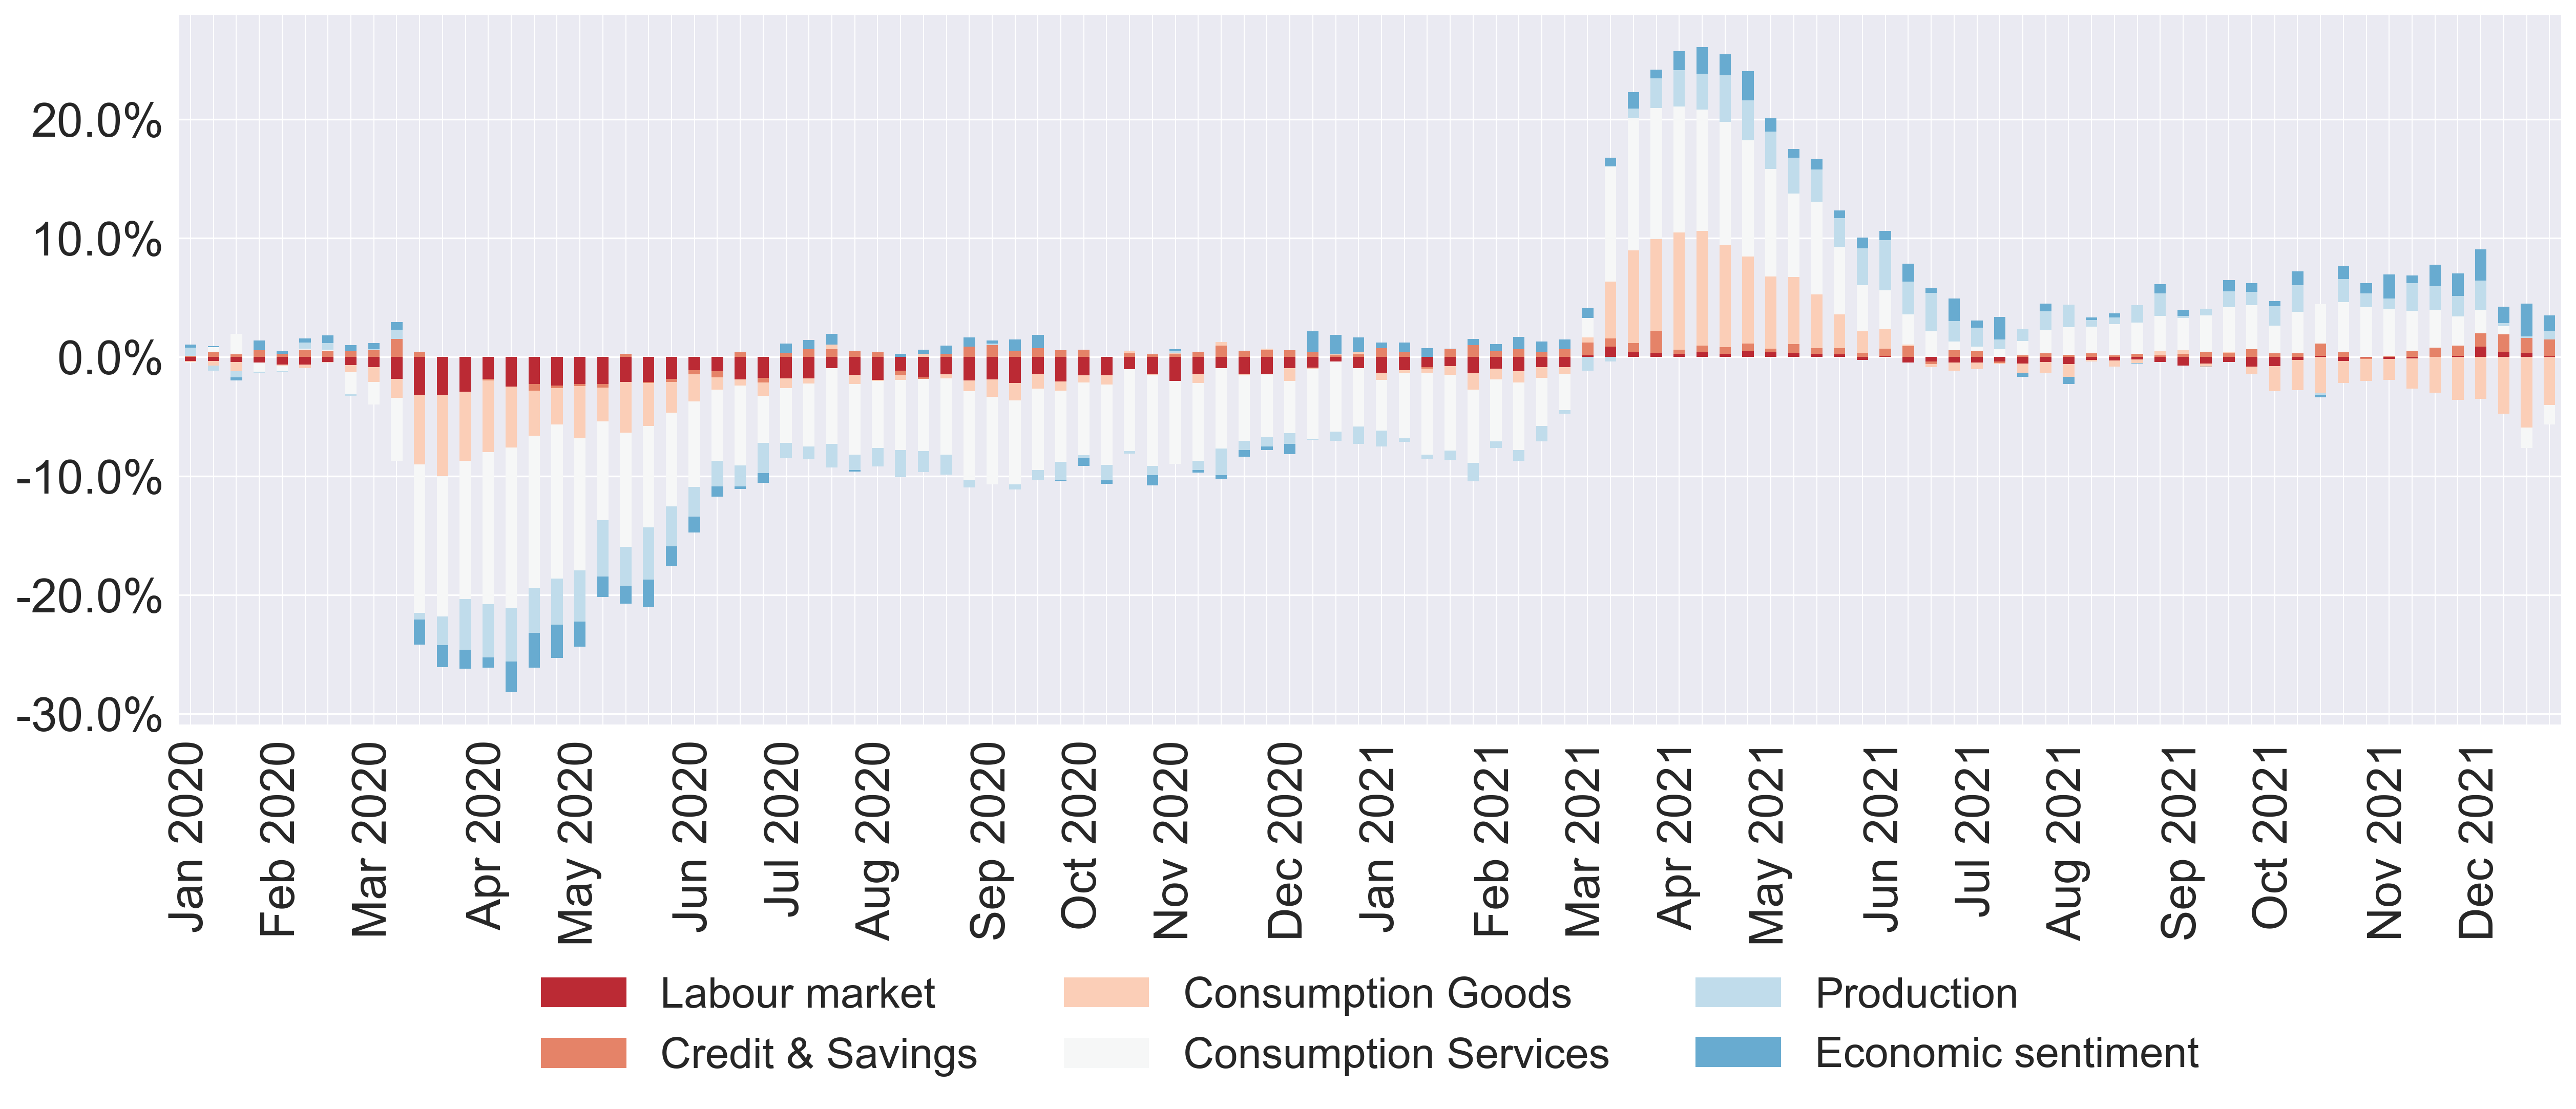 20.0%
10.0%
0.0%
-10.0%
-20.0%
-30.0%
Jan 2020
Feb 2020
Mar 2020
Apr 2020
May 2020
Jun 2020
Jul 2020
Aug 2020
Sep 2020
Oct 2020
Nov 2020
Dec 2020
Jan 2021
Feb 2021
Mar 2021
Apr 2021
May 2021
Jun 2021
Jul 2021
Aug 2021
Sep 2021
Oct 2021
Nov 2021
Dec 2021
Labour market
Credit & Savings
Consumption Goods
Consumption Services
Production
Economic sentiment